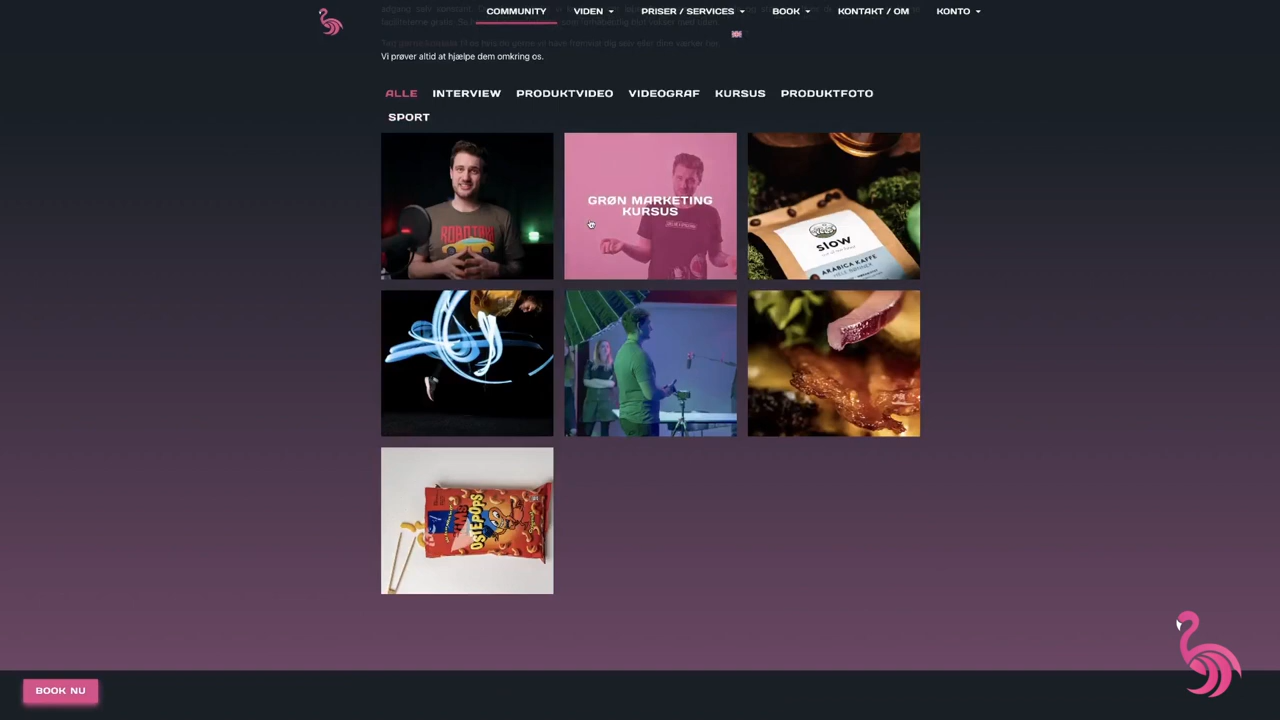 COMMUNITY VIDEN PRISER / SERVICES BOOK KONTAKT / OM KONTO
Vi prøver altid at hjælpe dem omkring os.
ALLE INTERVIEW PRODUKTVIDEO VIDEOGRAF KURSUS PRODUKTFOTO
SPORT
GRØN MARKETING
KURSUS
slow
ARABICA KAFFE
OSTEPOPS
BOOK NU